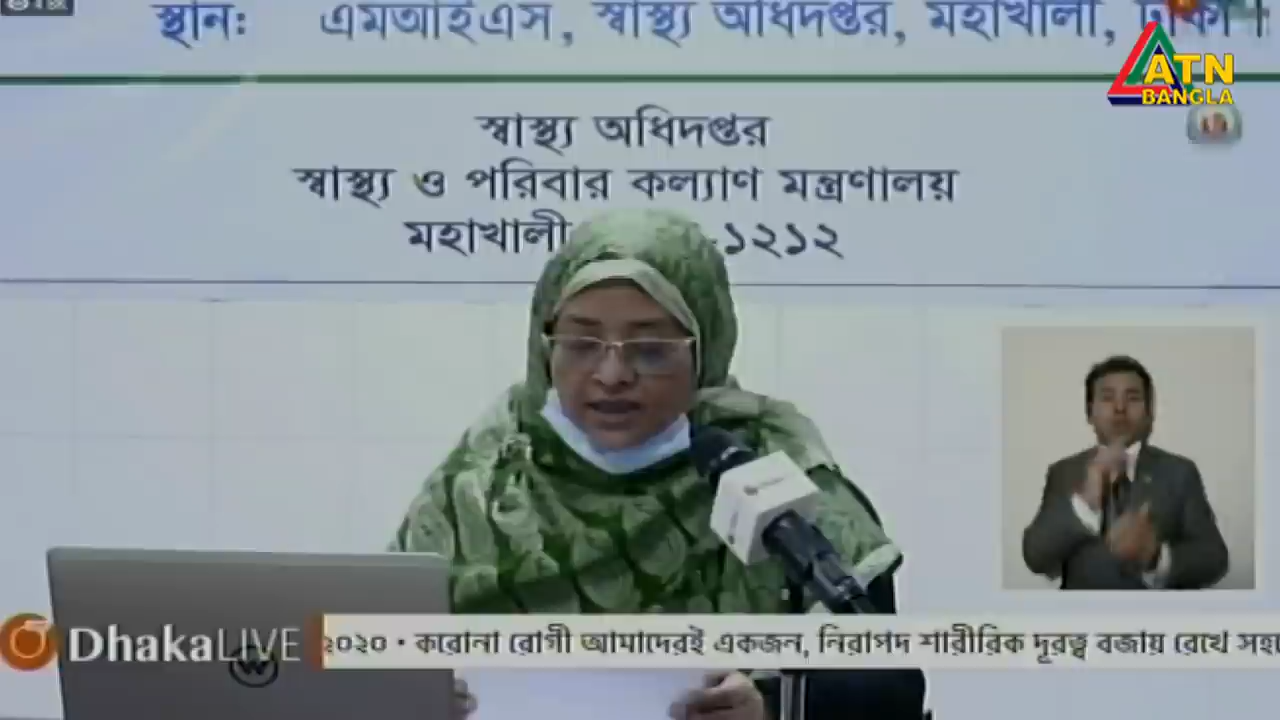 স্থান: এমআইএস, স্বাস্থ্য অধিদপ্তর, মহাখালী, ঢাকা।
ATN
BANGLA
স্বাস্থ্য অধিদপ্তর
স্বাস্থ্য ও পরিবার কল্যাণ মন্ত্রণালয়
মহাখালী -১২১২
DhakaLIVE
২০২০ · করোনা রোগী আমাদেরই একজন, নিরাপদ শারীরিক দূরত্ব বজায় রেখে